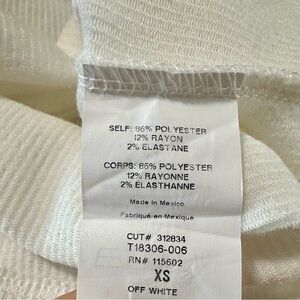 SELF: 86% POLYESTER
12% RAYON
2% ELASTANE
CORPS: 86% POLYESTER
12% RAYONNE
2% ELASTHANNE
Made in Mexico
Fabriqué en Mexique
CUT# 312834
T18306-006
RN# 115602
XS
OFF WHITE